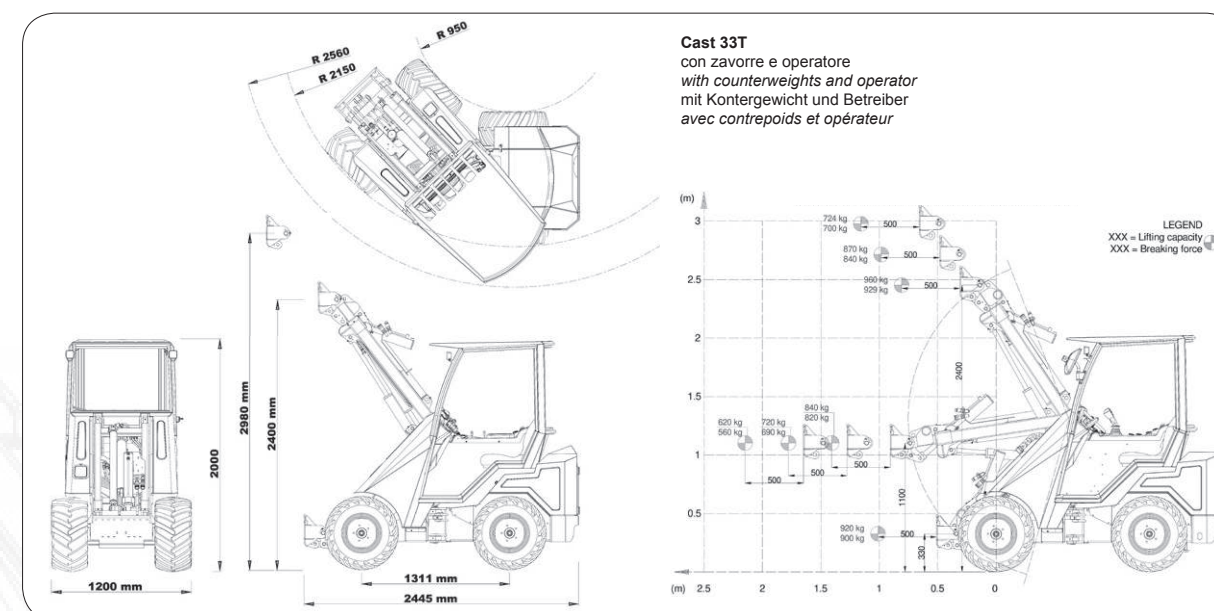 R 950
R 2560
R 2150
Cast 33T
con zavorre e operatore
with counterweights and operator
mit Kontergewicht und Betreiber
avec contrepoids et opérateur
2980 mm
2400 mm
2000
1200 mm
1311 mm
2445 mm
(m)
3
2.5
2
1.5
1
0.5
724 kg
700 kg
500
870 kg
840 kg
500
960 kg
929 kg
500
LEGEND
XXX = Lifting capacity
XXX = Breaking force
2400
840 kg
820 kg
620 kg
560 kg
720 kg
690 kg
500
500
500
1100
920 kg
900 kg
500
330
(m)
2.5
2
1.5
1
0.5
0